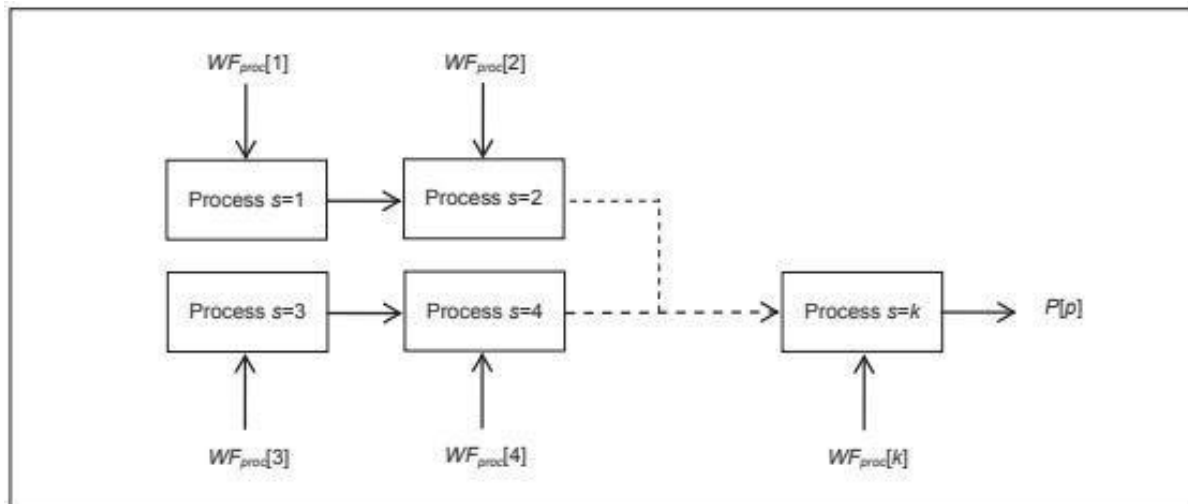 WFproc[1] WFproc[2]
Process s=1 Process s=2
Process s=3 Process s=4 Process s=k P[p]
WFproc[3] WFproc[4] WFproc[k]